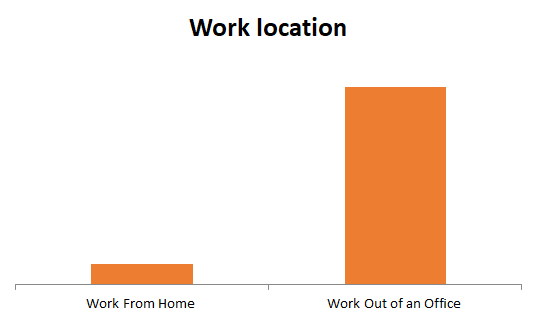 Work location
Work From Home
Work Out of an Office